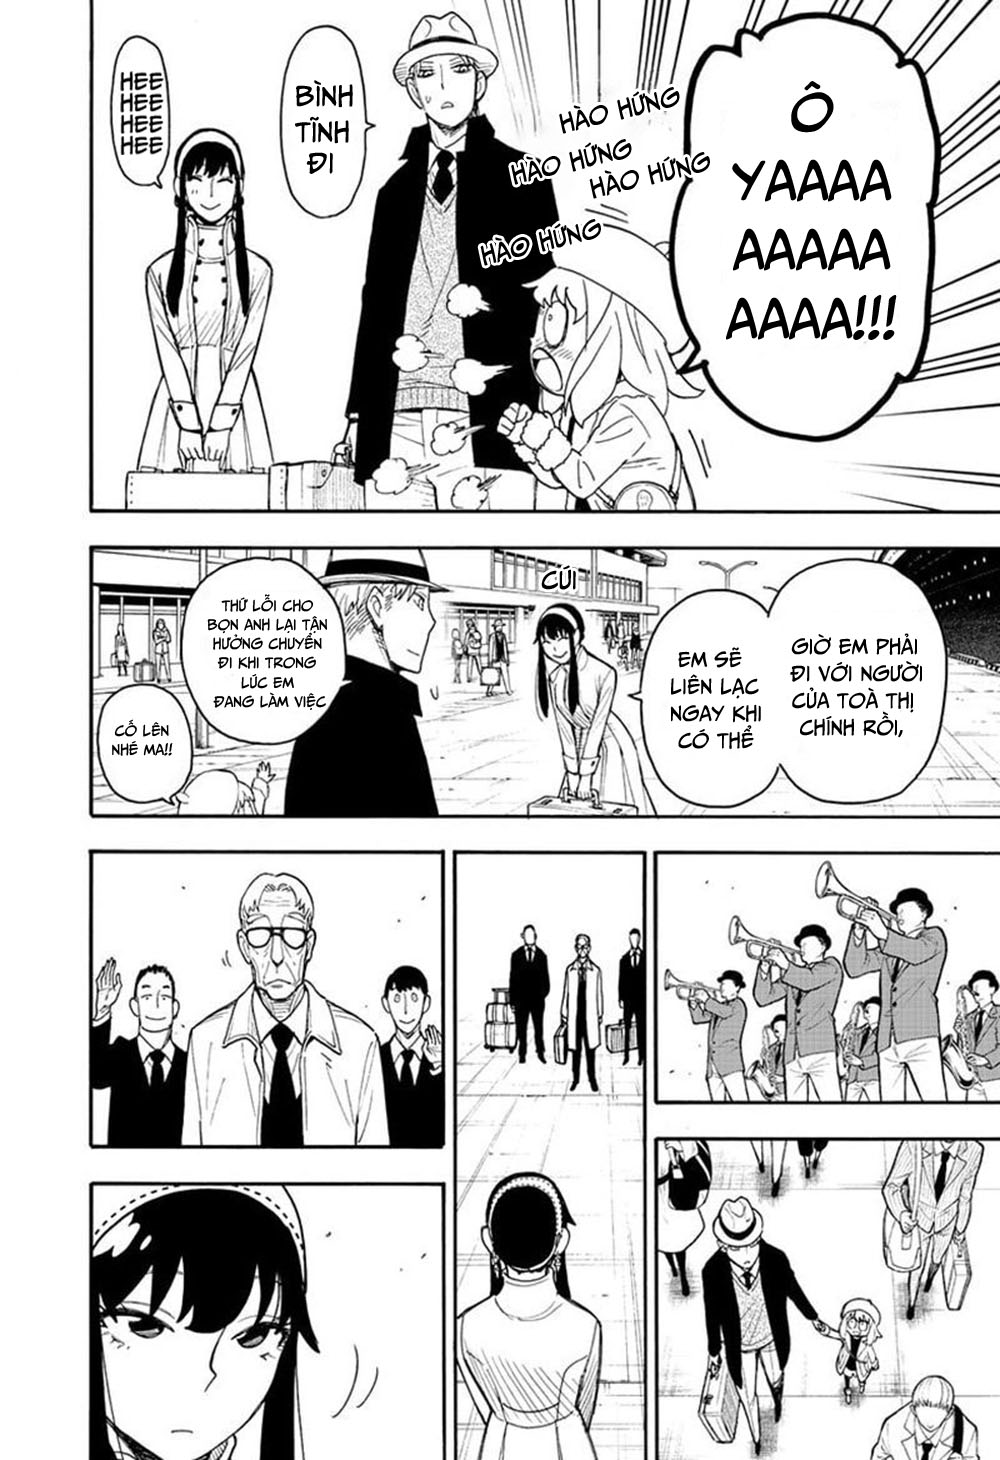 Ô
YAAAA
AAAAA
AAAA!!!
HÀO HỨNG
HÀO HỨNG
HÀO HỨNG
HÀO HỨNG
BÌNH
TĨNH
ĐI
HEE
HEE
HEE
HEE
GIỜ EM PHẢI
ĐI VỚI NGƯỜI
CỦA TOÀ THỊ
CHÍNH RỒI,
EM SẼ
LIÊN LẠC
NGAY KHI
CÓ THỂ
CÚI
THỨ LỖI CHO
BỌN ANH LẠI TẬN
HƯỞNG CHUYẾN
ĐI KHI TRONG
LÚC EM
ĐANG LÀM VIỆC
CỐ LÊN
NHÉ MA!!